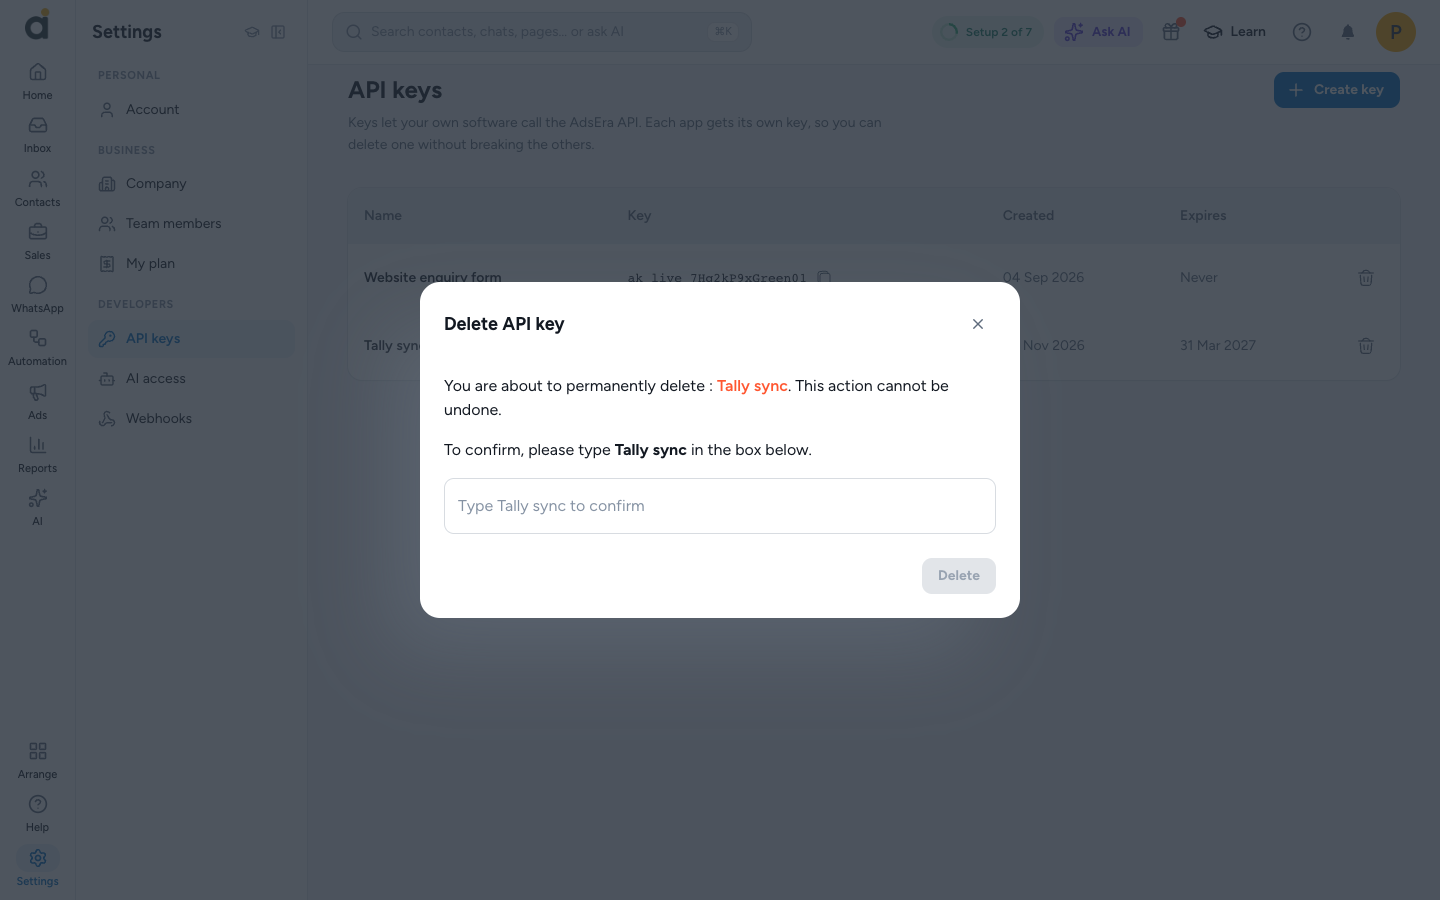 Settings
Search contacts, chats, pages... or ask AI
⌘K
Setup 2 of 7
Ask AI
Learn
P
Home
Inbox
Contacts
Sales
WhatsApp
Automation
Ads
Reports
AI
Arrange
Help
Settings
PERSONAL
Account
BUSINESS
Company
Team members
My plan
DEVELOPERS
API keys
AI access
Webhooks
API keys
Create key
Keys let your own software call the AdsEra API. Each app gets its own key, so you can
delete one without breaking the others.
Name Key Created Expires
Website enquiry form ak_live_7Hq2kP9xGreen01 04 Sep 2026 Never
Tally Nov 2026 31 Mar 2027
Delete API key
You are about to permanently delete : Tally sync. This action cannot be
undone.
To confirm, please type Tally sync in the box below.
Type Tally sync to confirm
Delete